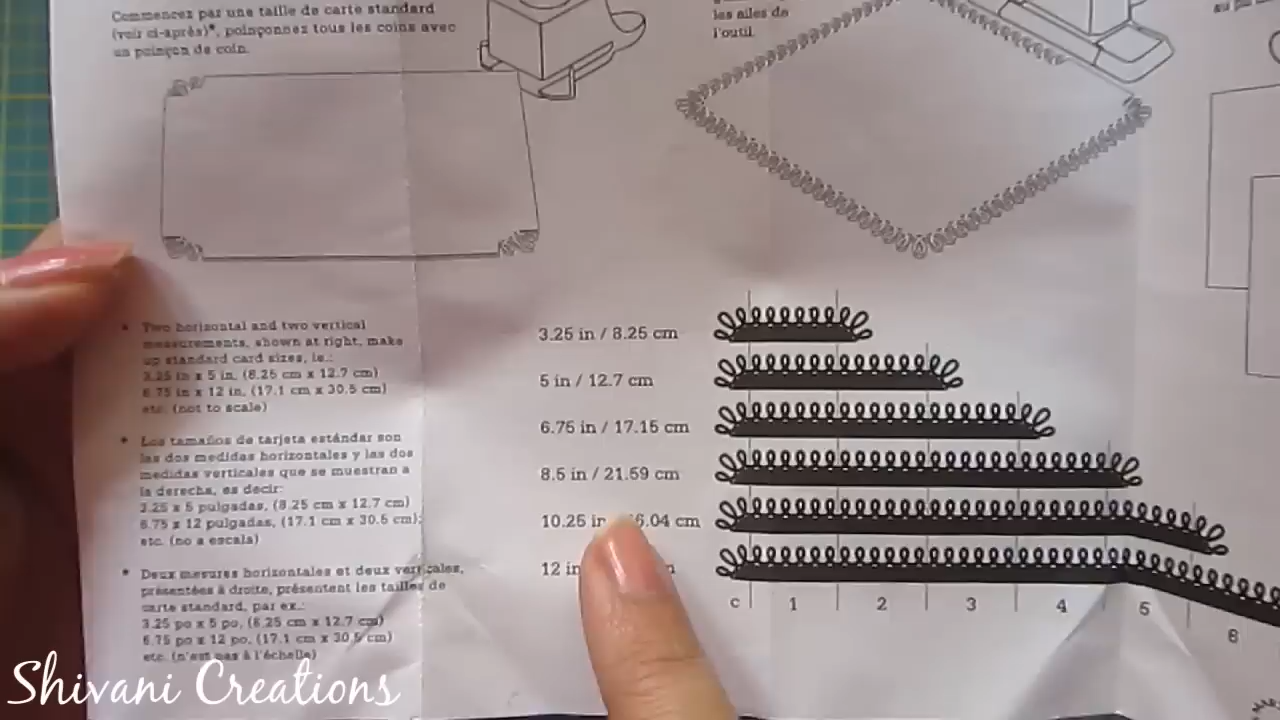 Commencez par une taille de carte standard
(voir ci-après)*, poinçonnez tous les coins avec
un poinçon de coin.
les ailes de
l'outil.
* Two horizontal and two vertical
measurements, shown at right, make
up standard card sizes, ie.:
3.25 in x 5 in, (8.25 cm x 12.7 cm)
6.75 in x 12 in, (17.1 cm x 30.5 cm)
etc. (not to scale)
* Los tamaños de tarjeta estándar son
las dos medidas horizontales y las dos
medidas verticales que se muestran a
la derecha, es decir:
3.25 x 5 pulgadas, (8.25 cm x 12.7 cm)
6.75 x 12 pulgadas, (17.1 cm x 30.5 cm);
etc. (no a escala)
* Deux mesures horizontales et deux verticales,
présentées à droite, présentent les tailles de
carte standard, par ex.:
3.25 po x 5 po, (8.25 cm x 12.7 cm)
6.75 po x 12 po, (17.1 cm x 30.5 cm)
etc. (n'est pas à l'échelle)
3.25 in / 8.25 cm
5 in / 12.7 cm
6.75 in / 17.15 cm
8.5 in / 21.59 cm
10.25 in 6.04 cm
12 in
c 1 2 3 4 5 6
Shivani Creations